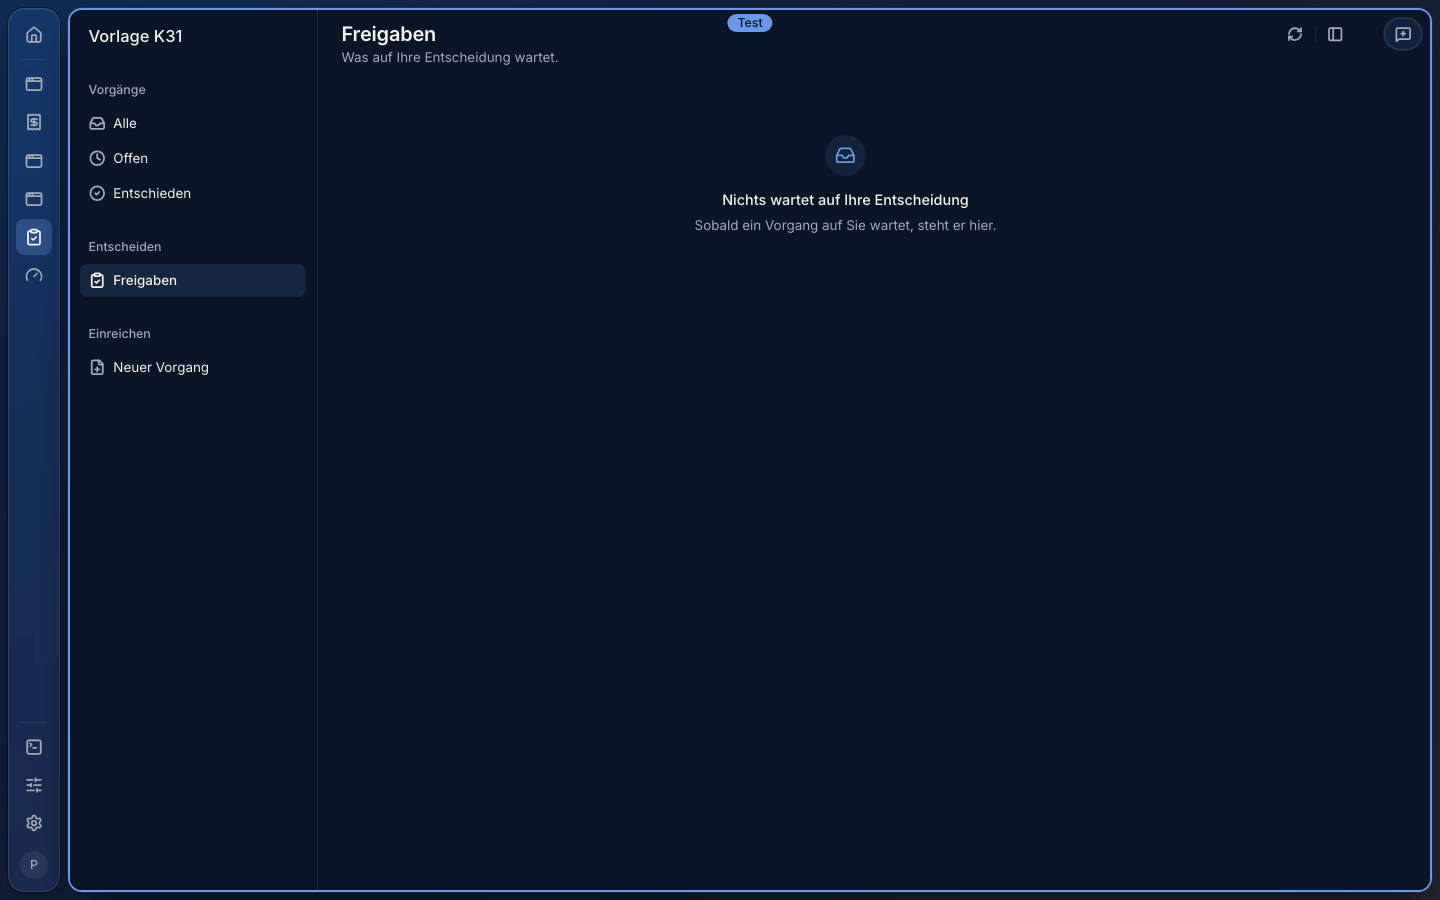 Test
Vorlage K31
Vorgänge
Alle
Offen
Entschieden
Entscheiden
Freigaben
Einreichen
Neuer Vorgang
Freigaben
Was auf Ihre Entscheidung wartet.
Nichts wartet auf Ihre Entscheidung
Sobald ein Vorgang auf Sie wartet, steht er hier.
P